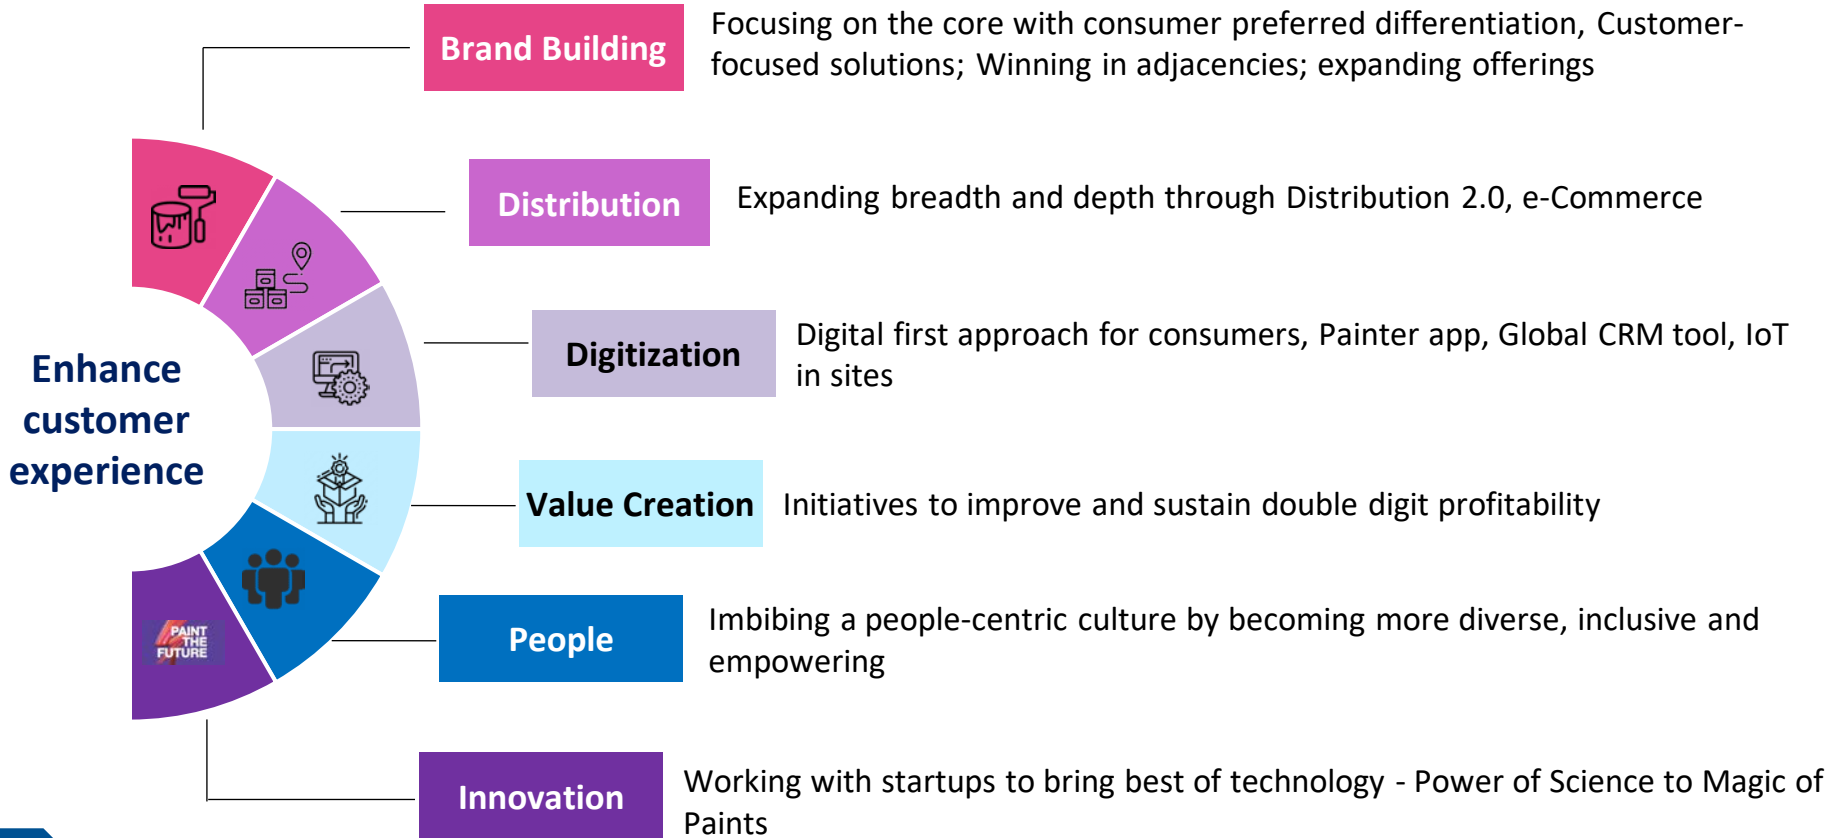 Brand Building
Focusing on the core with consumer preferred differentiation, Customer-
focused solutions; Winning in adjacencies; expanding offerings
Distribution
Expanding breadth and depth through Distribution 2.0, e-Commerce
Digitization
Digital first approach for consumers, Painter app, Global CRM tool, IoT
in sites
Enhance
customer
experience
Value Creation
Initiatives to improve and sustain double digit profitability
People
Imbibing a people-centric culture by becoming more diverse, inclusive and
empowering
PAINT
THE
FUTURE
Innovation
Working with startups to bring best of technology - Power of Science to Magic of
Paints